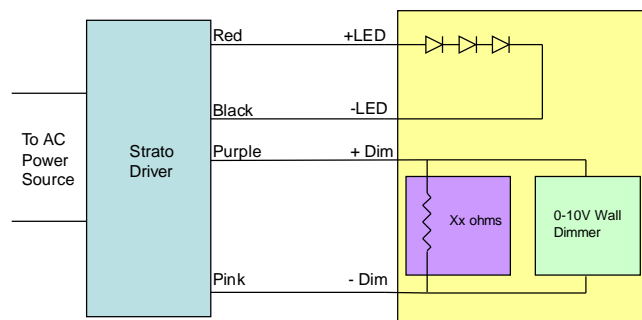 Red
+LED
Black
-LED
To AC
Power
Source
Strato
Driver
Purple
+ Dim
Xx ohms
0-10V Wall
Dimmer
Pink
- Dim